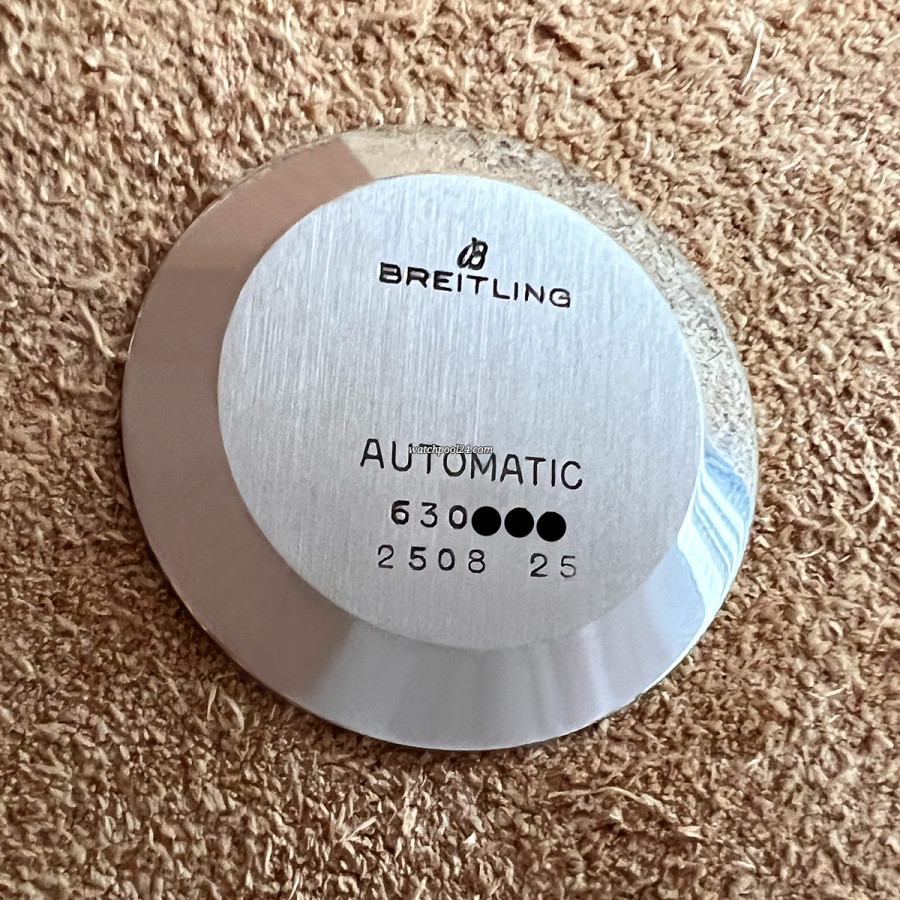 B
BREITLING
AUTOMATIC
watchpool24.com
630
2508 25